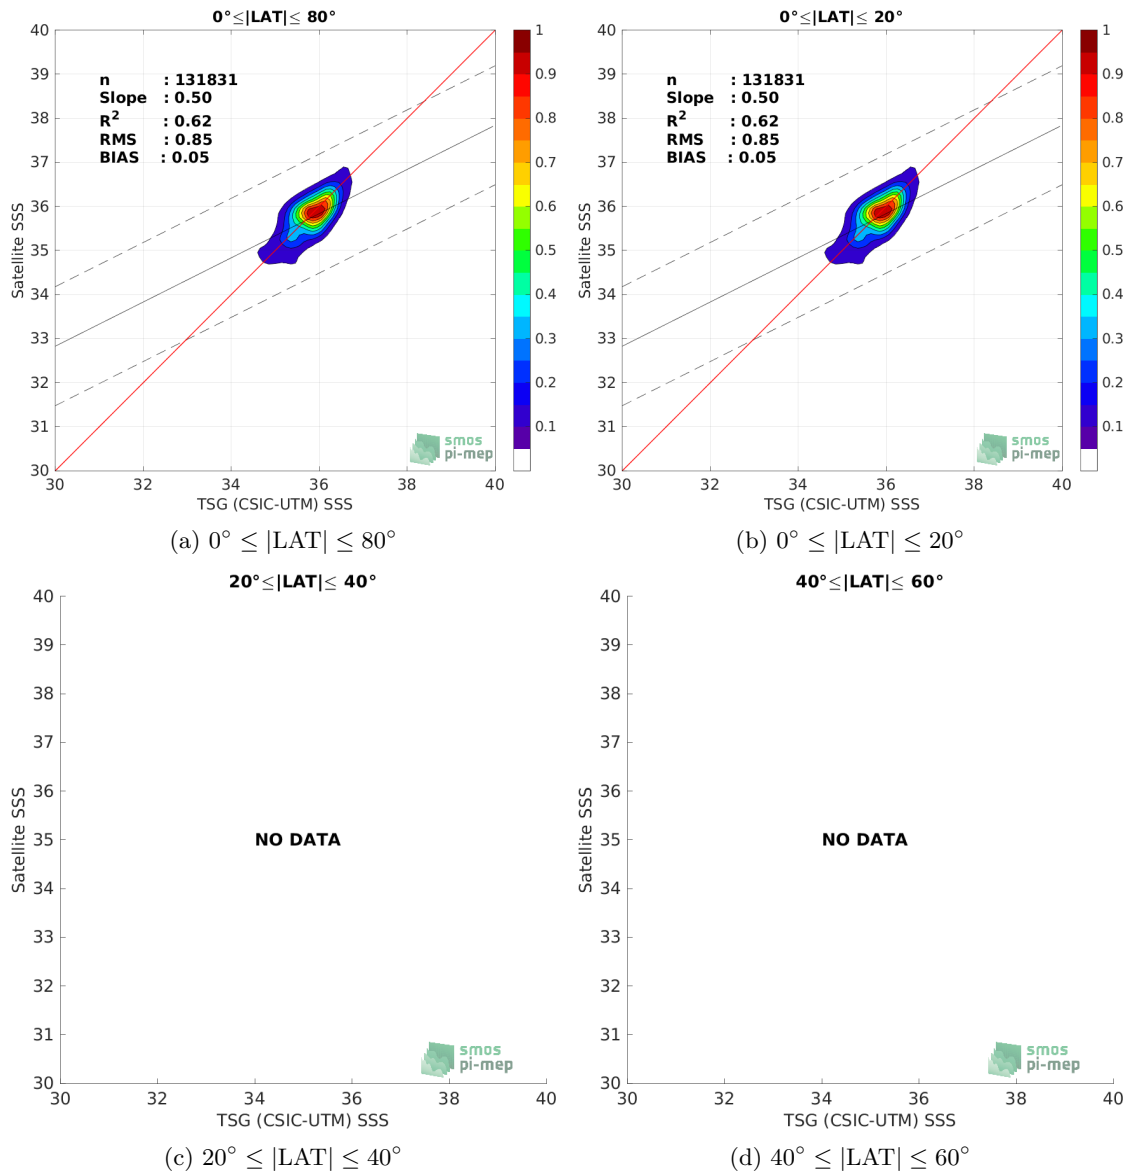 0°≤|LAT|≤ 80°
40
39
38
37
36
35
34
33
32
31
30
Satellite SSS
n : 131831
Slope : 0.50
R² : 0.62
RMS : 0.85
BIAS : 0.05
smos
pi-mep
30 32 34 36 38 40
TSG (CSIC-UTM) SSS
1
0.9
0.8
0.7
0.6
0.5
0.4
0.3
0.2
0.1
(a) 0° ≤ |LAT| ≤ 80°
0°≤|LAT|≤ 20°
40
39
38
37
36
35
34
33
32
31
30
Satellite SSS
n : 131831
Slope : 0.50
R² : 0.62
RMS : 0.85
BIAS : 0.05
smos
pi-mep
30 32 34 36 38 40
TSG (CSIC-UTM) SSS
1
0.9
0.8
0.7
0.6
0.5
0.4
0.3
0.2
0.1
(b) 0° ≤ |LAT| ≤ 20°
20°≤|LAT|≤ 40°
40
39
38
37
36
35
34
33
32
31
30
Satellite SSS
NO DATA
smos
pi-mep
30 32 34 36 38 40
TSG (CSIC-UTM) SSS
(c) 20° ≤ |LAT| ≤ 40°
40°≤|LAT|≤ 60°
40
39
38
37
36
35
34
33
32
31
30
Satellite SSS
NO DATA
smos
pi-mep
30 32 34 36 38 40
TSG (CSIC-UTM) SSS
(d) 40° ≤ |LAT| ≤ 60°